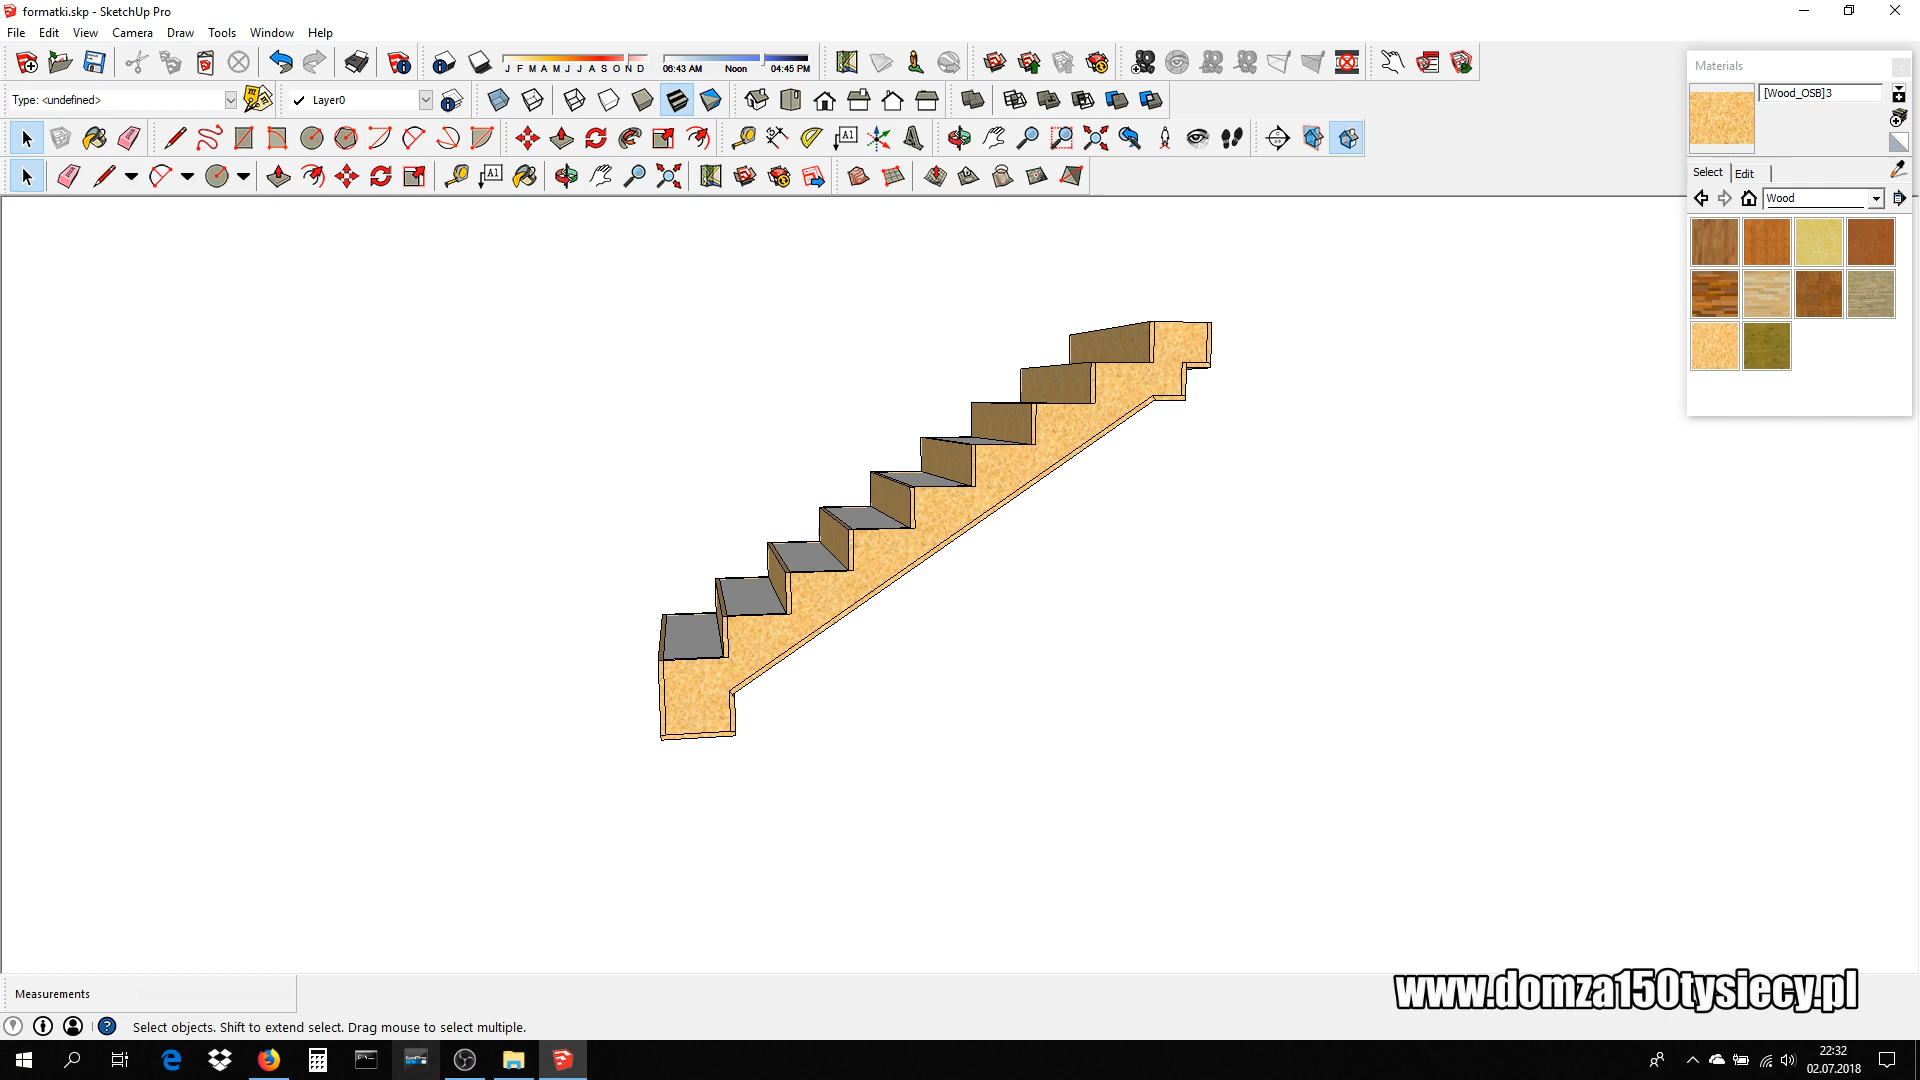 formatki.skp - SketchUp Pro
File Edit View Camera Draw Tools Window Help
J F M A M J J A S O N D
06:43 AM Noon 04:45 PM
Type: <undefined>
Layer0
A1
A1
Materials
[Wood_OSB]3
Select Edit
Wood
www.domza150tysiecy.pl
Measurements
Select objects. Shift to extend select. Drag mouse to select multiple.
22:32
02.07.2018